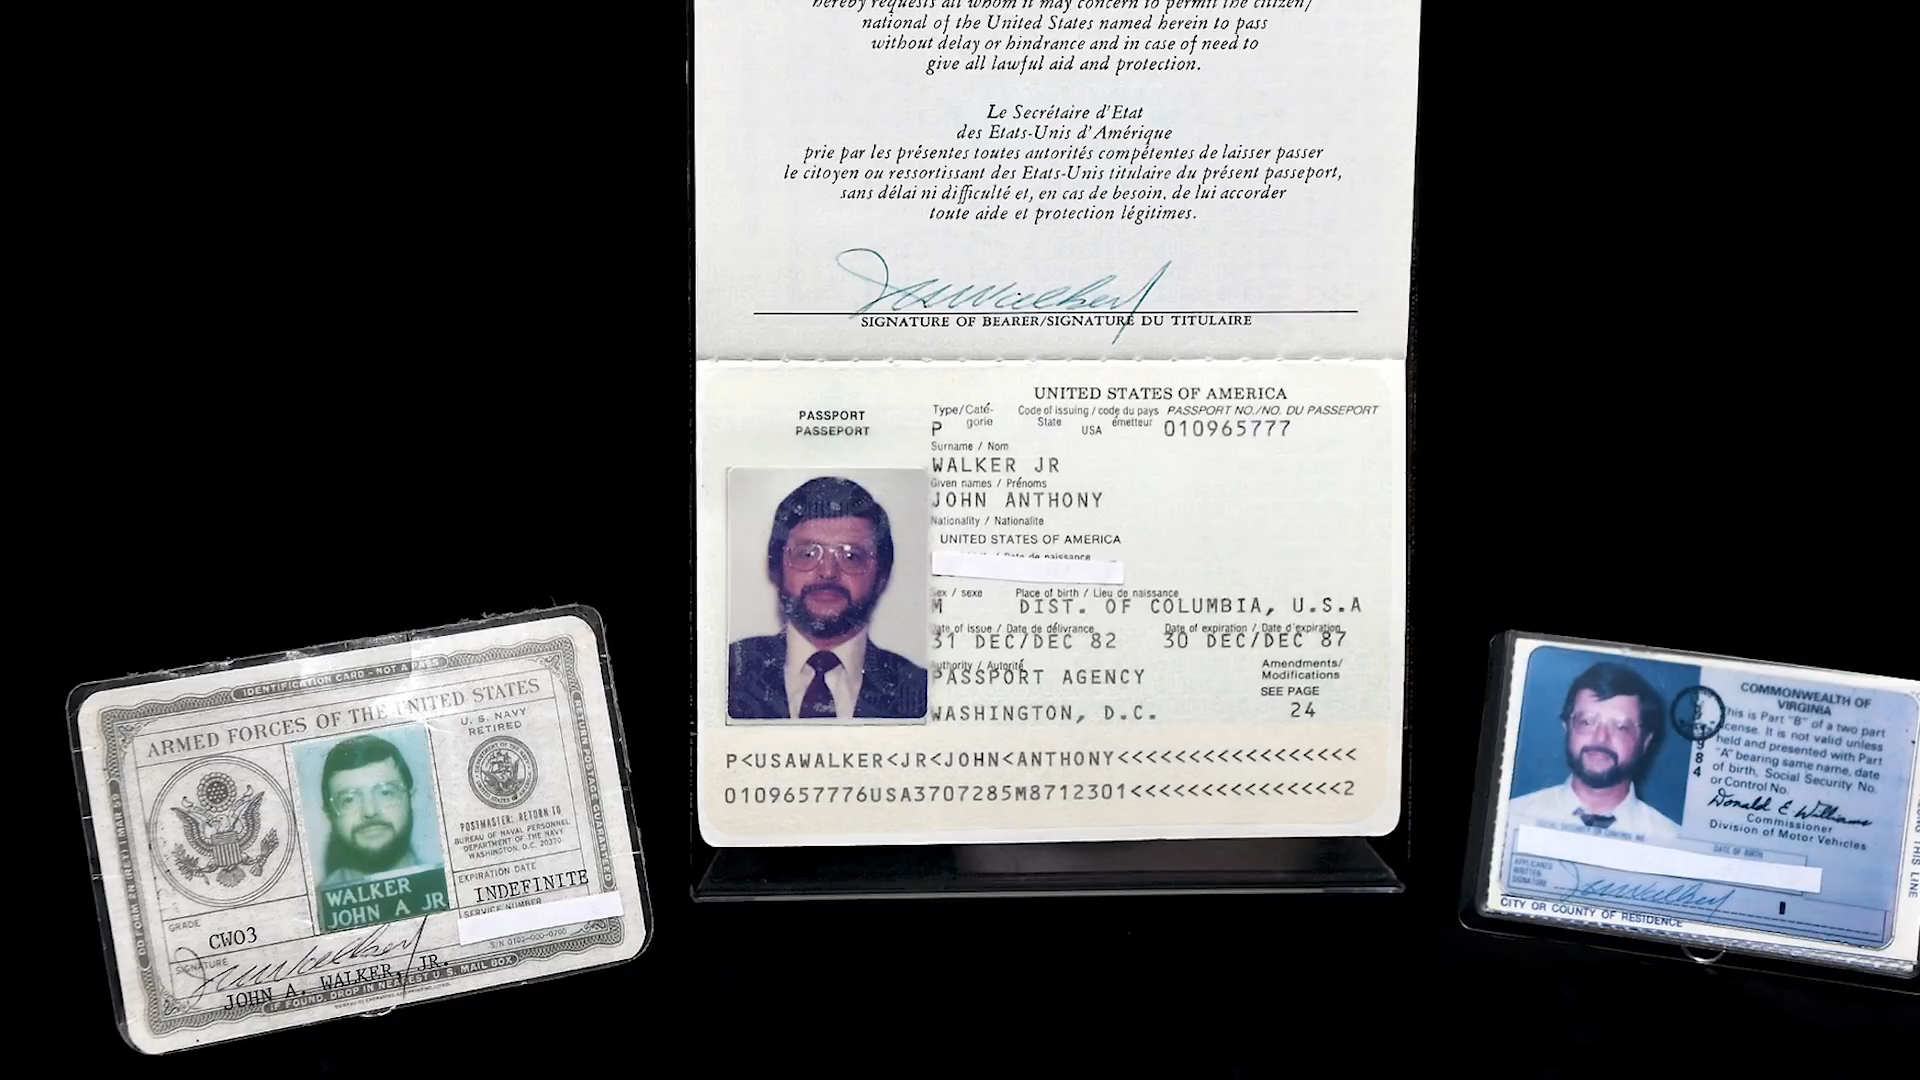 hereby requests all whom it may concern to permit the citizen/
national of the United States named herein to pass
without delay or hindrance and in case of need to
give all lawful aid and protection.
Le Secrétaire d'Etat
des Etats-Unis d'Amérique
prie par les présentes toutes autorités compétentes de laisser passer
le citoyen ou ressortissant des Etats-Unis titulaire du présent passeport,
sans délai ni difficulté et, en cas de besoin, de lui accorder
toute aide et protection légitimes.
SIGNATURE OF BEARER/SIGNATURE DU TITULAIRE
UNITED STATES OF AMERICA
PASSPORT
PASSEPORT
Type/Caté-
gorie
Code of issuing / code du pays
State
émetteur
PASSPORT NO./NO. DU PASSEPORT
P
USA
010965777
Surname / Nom
WALKER JR
Given names / Prénoms
JOHN ANTHONY
Nationality / Nationalite
UNITED STATES OF AMERICA
/ Date de naissance
Sex / sexe
Place of birth / Lieu de naissance
M
DIST. OF COLUMBIA, U.S.A
Date of issue / Date de délivrance
Date of expiration / Date d'expiration
31 DEC/DEC 82
30 DEC/DEC 87
Authority / Autorité
PASSPORT AGENCY
WASHINGTON, D.C.
Amendments/
Modifications
SEE PAGE
24
P<USAWALKER<JR<JOHN<ANTHONY<<<<<<<<<<<<<<<<<
0109657776USA3707285M8712301<<<<<<<<<<<<<<<2
IDENTIFICATION CARD - NOT A PASS
ARMED FORCES OF THE UNITED STATES
U. S. NAVY
RETIRED
POSTMASTER: RETURN TO
BUREAU OF NAVAL PERSONNEL
DEPARTMENT OF THE NAVY
WASHINGTON, D.C. 20370
EXPIRATION DATE
INDEFINITE
SERVICE NUMBER
WALKER
JOHN A JR
GRADE
CWO3
SIGNATURE
JOHN A. WALKER, JR.
IF FOUND, DROP IN NEAREST U. S. MAIL BOX
RETURN POSTAGE GUARANTEED
COMMONWEALTH OF
VIRGINIA
This is Part "B" of a two part
license. It is not valid unless
held and presented with Part
"A" bearing same name, date
of birth, Social Security No.
or Control No.
Donald E Williams
Commissioner
Division of Motor Vehicles
DATE OF BIRTH
APPLICANTS
WRITTEN
SIGNATURE
CITY OR COUNTY OF RESIDENCE
THIS LINE